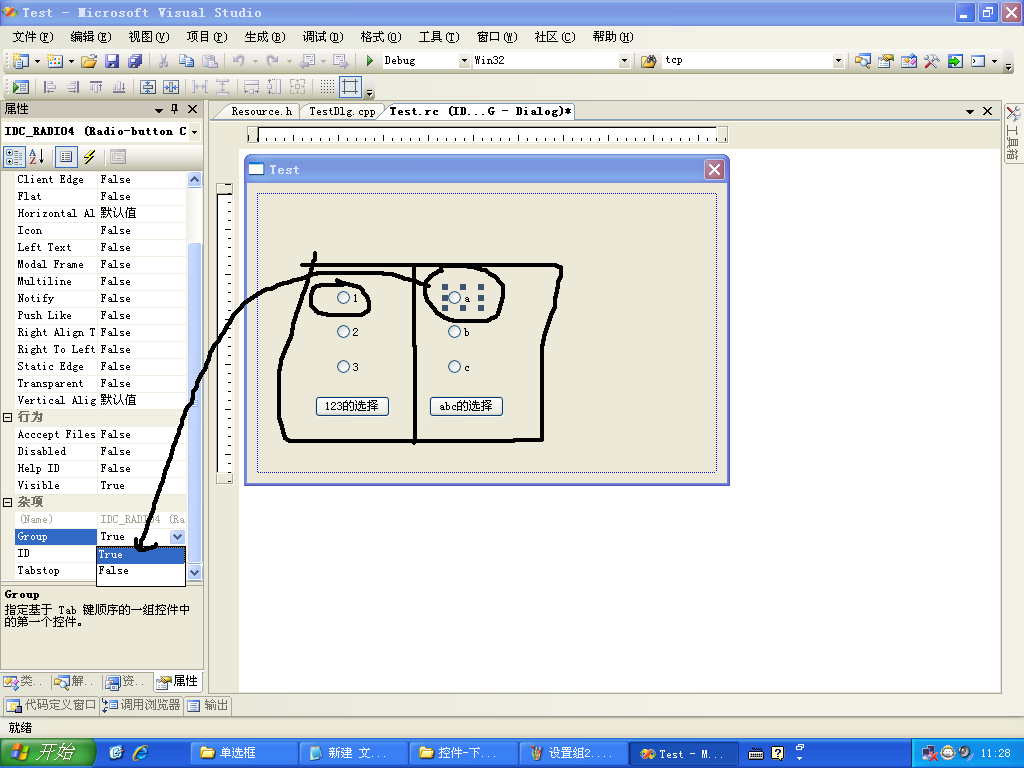 Test - Microsoft Visual Studio
文件(F) 编辑(E) 视图(V) 项目(P) 生成(B) 调试(D) 格式(O) 工具(T) 窗口(W) 社区(C) 帮助(H)
Debug Win32 tcp
属性
Resource.h TestDlg.cpp Test.rc (ID...G - Dialog)*
IDC_RADIO4 (Radio-button C
工具箱
Client Edge False
Flat False
Horizontal Al 默认值
Icon False
Left Text False
Modal Frame False
Multiline False
Notify False
Push Like False
Right Align T False
Right To Left False
Static Edge False
Transparent False
Vertical Alig 默认值
行为
Acccept Files False
Disabled False
Help ID False
Visible True
杂项
(Name) IDC_RADIO4 (Ra
Group True
ID True
Tabstop False
Group
指定基于 Tab 键顺序的一组控件中
的第一个控件。
Test
1 a
2 b
3 c
123的选择 abc的选择
类.. 解.. 资.. 属性
代码定义窗口 调用浏览器 输出
就绪
开始 单选框 新建 文... 控件-下... 设置组2.... Test - M... 11:28